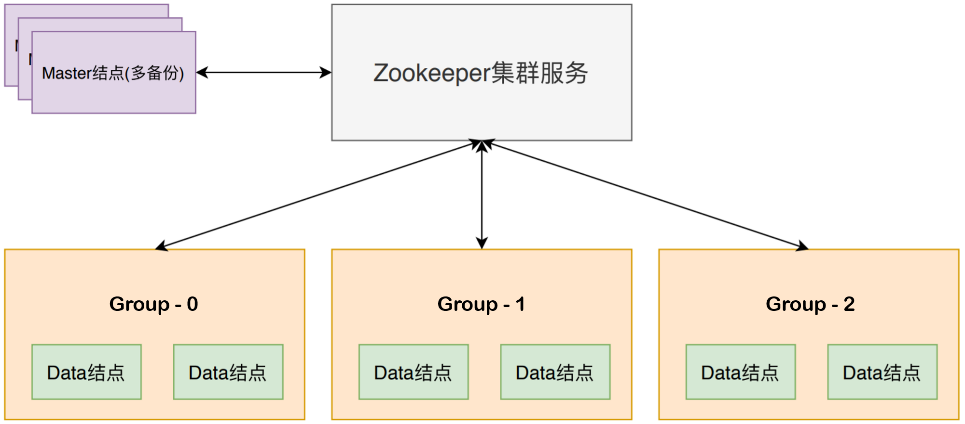 Master结点(多备份)
Zookeeper集群服务
Group - 0
Group - 1
Group - 2
Data结点
Data结点
Data结点
Data结点
Data结点
Data结点